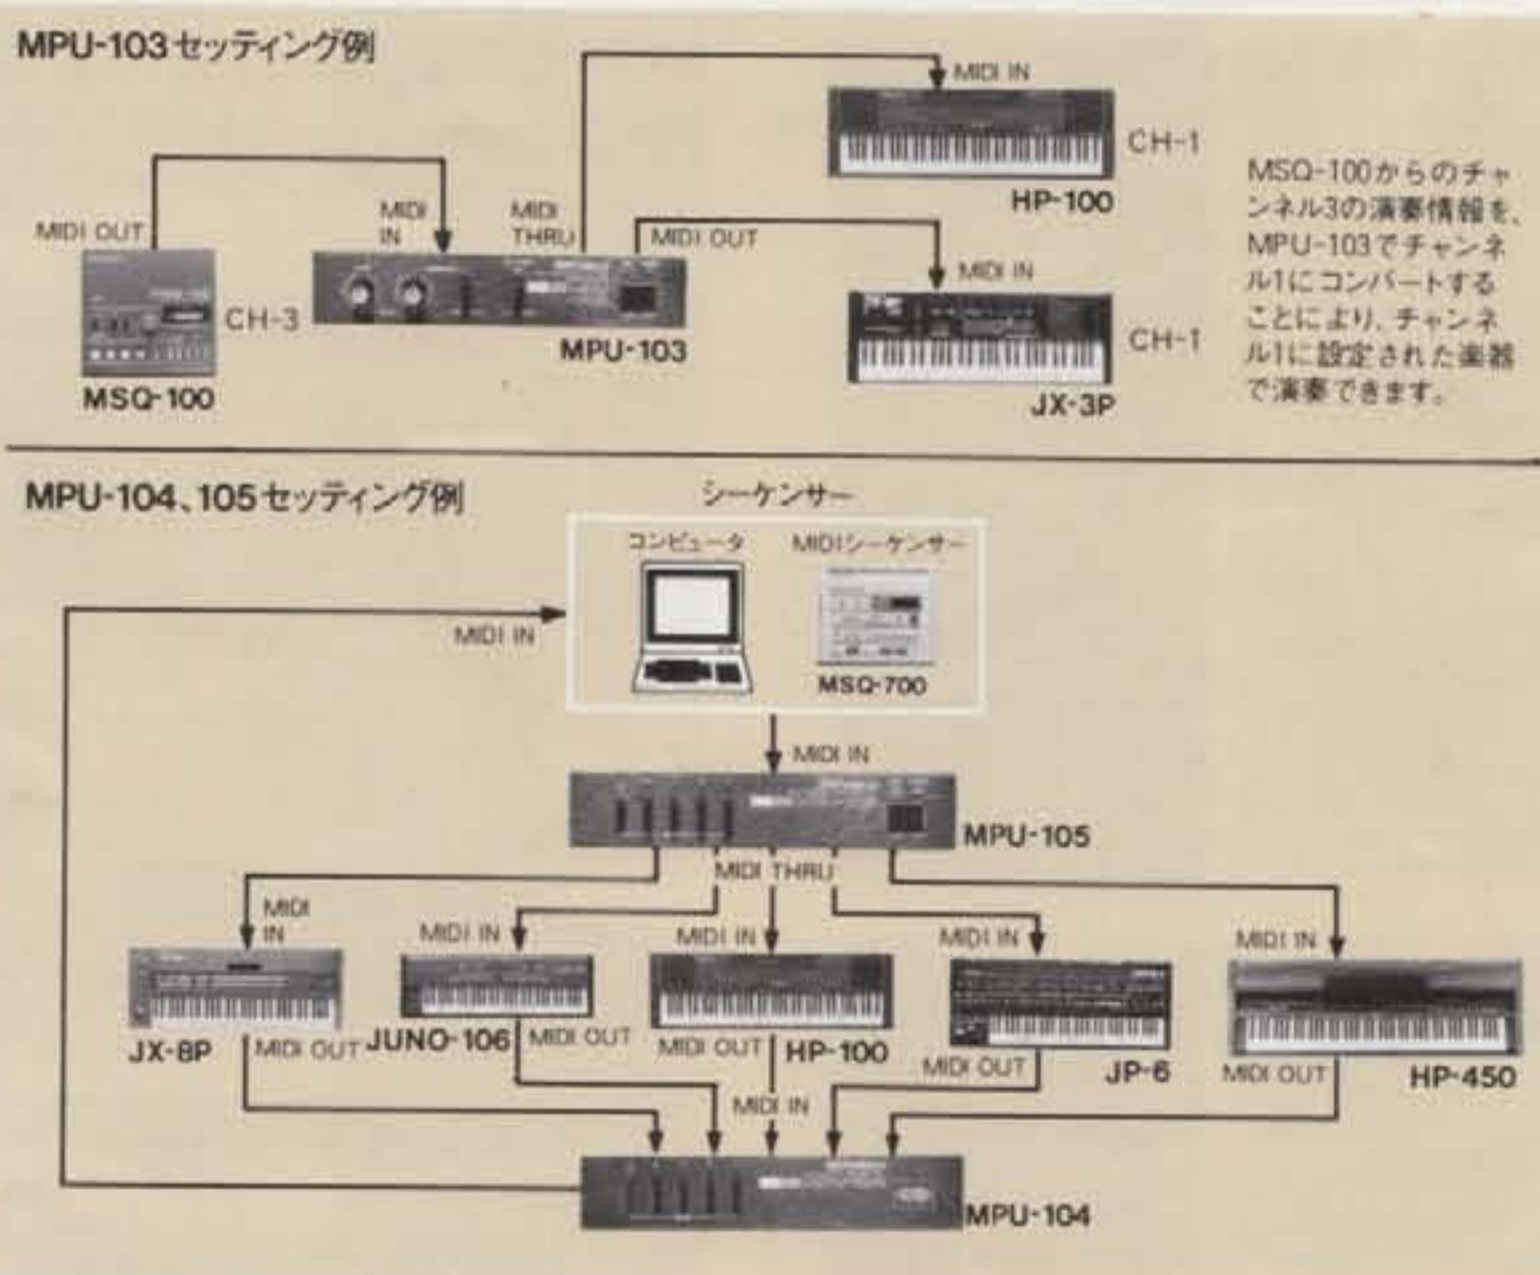 MPU-103セッティング例
MIDI IN
CH-1
HP-100
MIDI OUT
MIDI
IN
MIDI
THRU
MIDI OUT
MIDI IN
CH-3
MPU-103
MSQ-100
CH-1
JX-3P
MSQ-100からのチャ
ンネル3の演奏情報を、
MPU-103でチャンネ
ル1にコンバートする
ことにより、チャンネ
ル1に設定された楽器
で演奏できます。
MPU-104、105セッティング例
シーケンサー
コンピュータ
MIDIシーケンサー
MSQ-700
MIDI IN
MIDI IN
MPU-105
MIDI THRU
MIDI
IN
MIDI IN
MIDI IN
MIDI IN
MIDI IN
JX-8P
MIDI OUT
JUNO-106
MIDI OUT
MIDI OUT
HP-100
MIDI OUT
JP-6
MIDI OUT
HP-450
MIDI IN
MPU-104